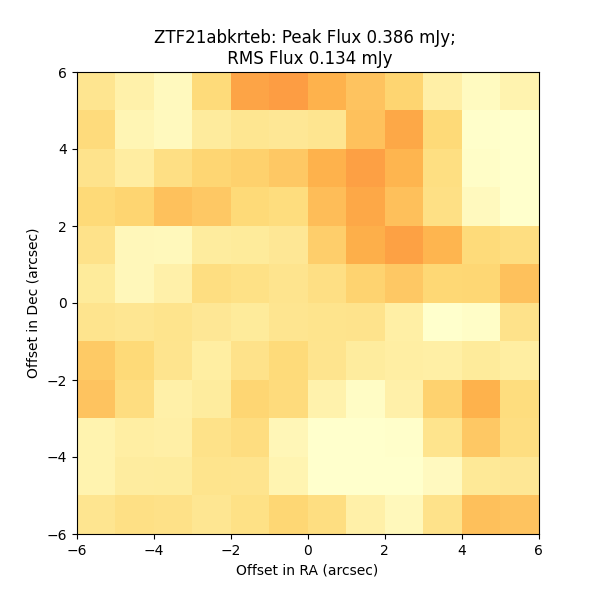 ZTF21abkrteb: Peak Flux 0.386 mJy;
RMS Flux 0.134 mJy
6
4
2
0
−2
−4
−6
Offset in Dec (arcsec)
−6 −4 −2 0 2 4 6
Offset in RA (arcsec)